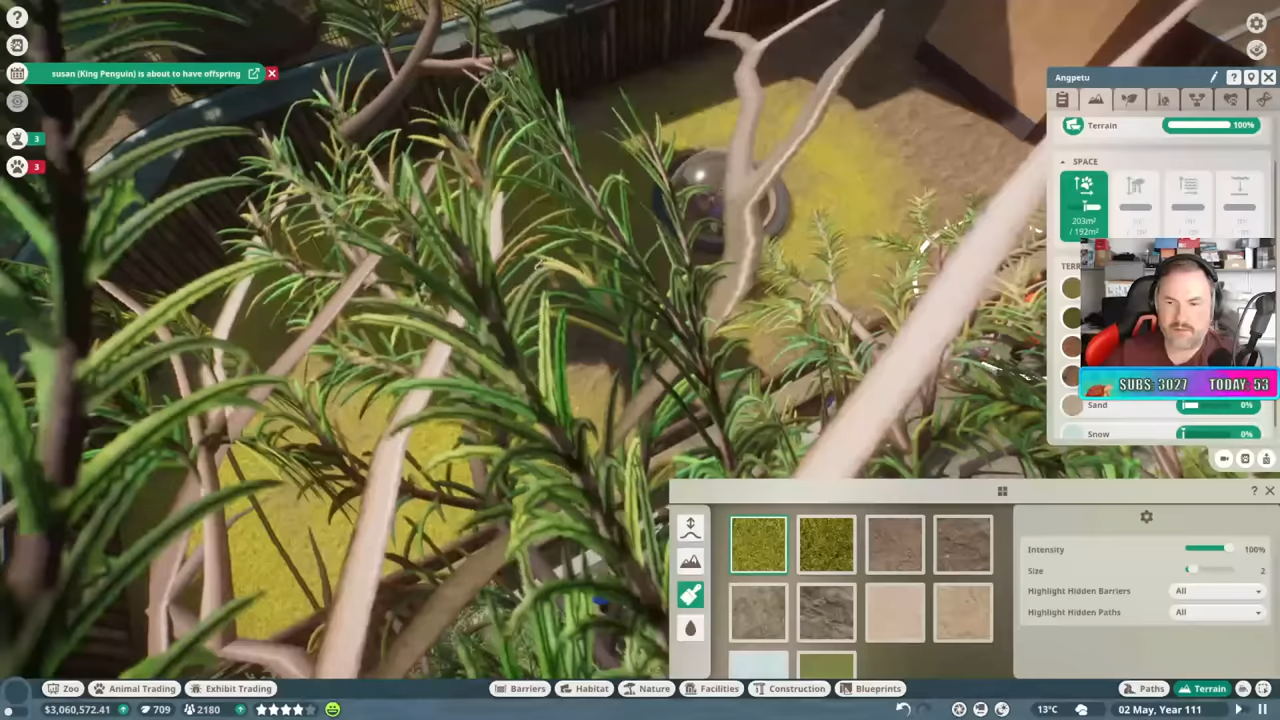 susan (King Penguin) is about to have offspring
3
3
Angpetu
Terrain 100%
SPACE
203m²
/ 192m²
SUBS: 3027 TODAY: 53
Sand 0%
Snow 0%
Intensity 100%
Size 2
Highlight Hidden Barriers All
Highlight Hidden Paths All
Zoo Animal Trading Exhibit Trading Barriers Habitat Nature Facilities Construction Blueprints Paths Terrain
$3,060,572.41 709 2180 13°C 02 May, Year 111